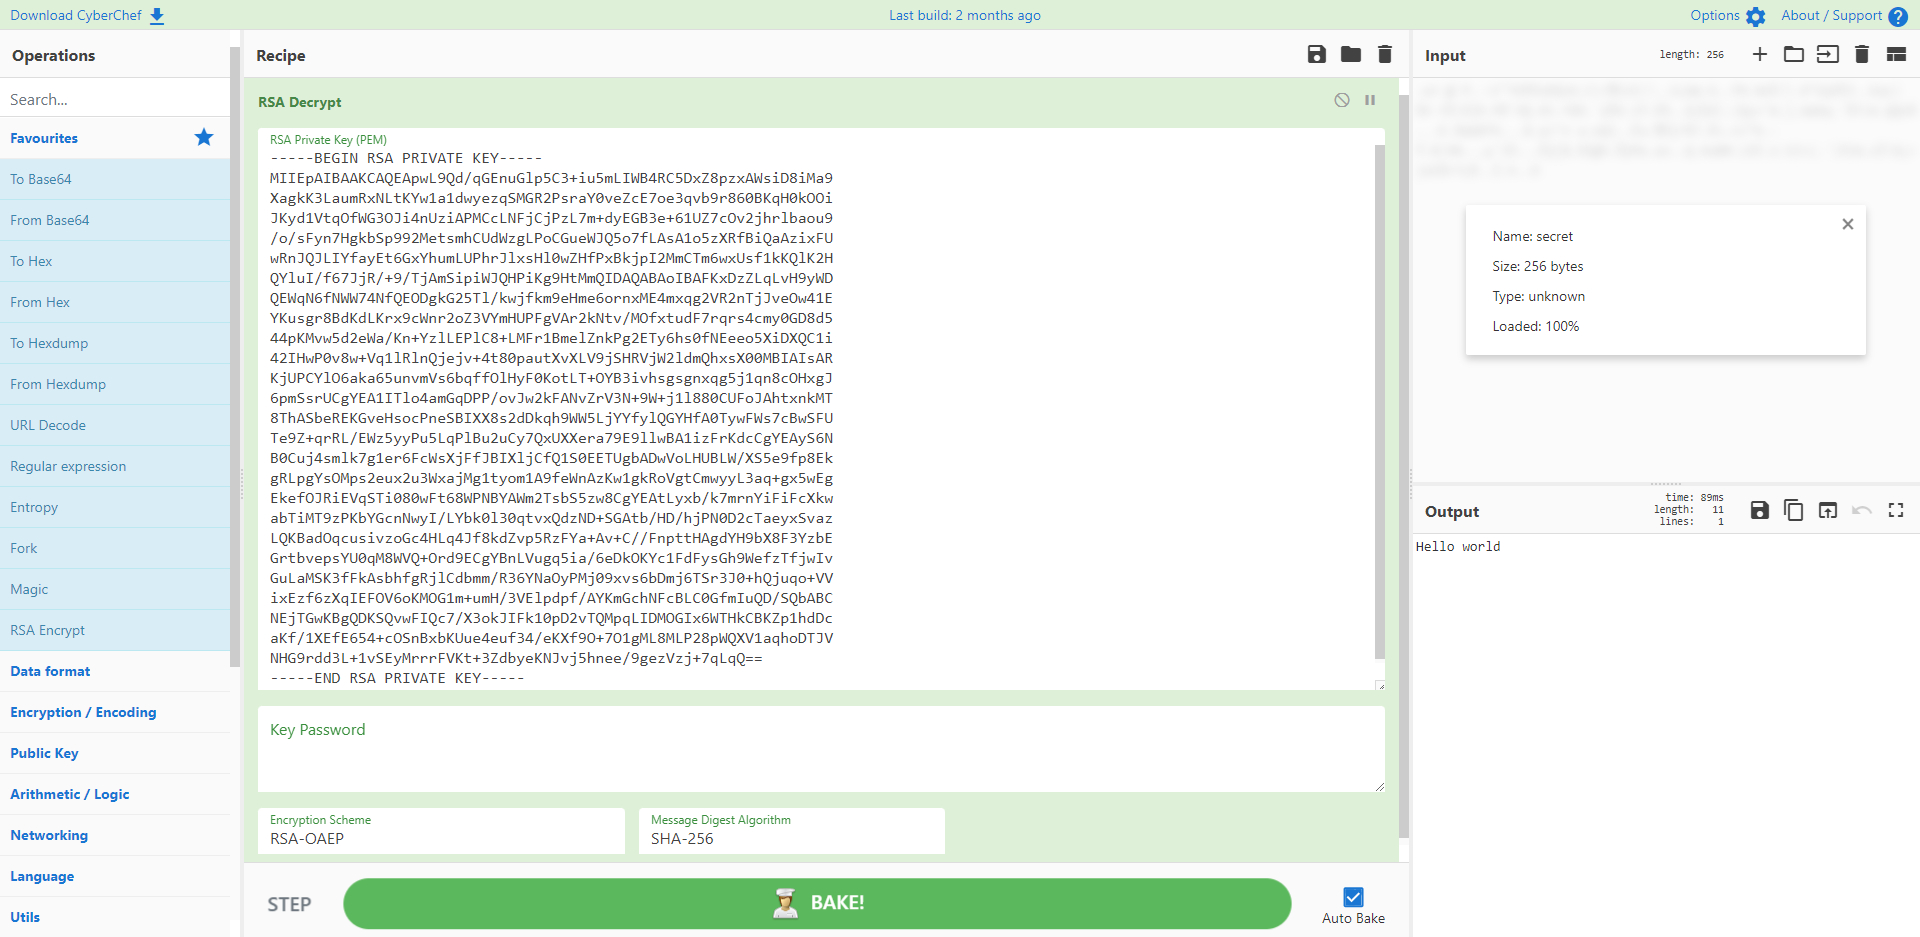 Download CyberChef
Last build: 2 months ago
Options
About / Support
Operations
Search...
Favourites
To Base64
From Base64
To Hex
From Hex
To Hexdump
From Hexdump
URL Decode
Regular expression
Entropy
Fork
Magic
RSA Encrypt
Data format
Encryption / Encoding
Public Key
Arithmetic / Logic
Networking
Language
Utils
Recipe
RSA Decrypt
RSA Private Key (PEM)
-----BEGIN RSA PRIVATE KEY-----
MIIEpAIBAAKCAQEApwL9Qd/qGEnuGlp5C3+iu5mLIWB4RC5DxZ8pzxAWsiD8iMa9
XagkK3LaumRxNLtKYw1a1dwyezqSMGR2PsraY0veZcE7oe3qvb9r860BKqH0kOOi
JKyd1VtqOfWG3OJi4nUziAPMCcLNFjCjPzL7m+dyEGB3e+61UZ7cOv2jhrlbaou9
/o/sFyn7HgkbSp992MetsmhCUdWzgLPoCGueWJQ5o7fLAsA1o5zXRfBiQaAzixFU
wRnJQJLIYfayEt6GxYhumLUPhrJlxsHl0wZHfPxBkjpI2MmCTm6wxUsf1kKQlK2H
QYluI/f67JjR/+9/TjAmSipiWJQHPiKg9HtMmQIDAQABAoIBAFKxDzZLqLvH9yWD
QEWqN6fNWW74NfQEODgkG25Tl/kwjfkm9eHme6ornxME4mxqg2VR2nTjJveOw41E
YKusgr8BdKdLKrx9cWnr2oZ3VYmHUPFgVAr2kNtv/MOfxtudF7rqrs4cmy0GD8d5
44pKMvw5d2eWa/Kn+YzlLEPlC8+LMFr1BmelZnkPg2ETy6hs0fNEeeo5XiDXQC1i
42IHwP0v8w+Vq1lRlnQjejv+4t80pautXvXLV9jSHRVjW2ldmQhxsX00MBIAIsAR
KjUPCYlO6aka65unvmVs6bqffOlHyF0KotLT+OYB3ivhsgsgnxqg5j1qn8cOHxgJ
6pmSsrUCgYEA1ITlo4amGqDPP/ovJw2kFANvZrV3N+9W+j1l880CUFoJAhtxnkMT
8ThASbeREKGveHsocPneSBIXX8s2dDkqh9WW5LjYYfylQGYHfA0TywFWs7cBwSFU
Te9Z+qrRL/EWz5yyPu5LqPlBu2uCy7QxUXXera79E9llwBA1izFrKdcCgYEAyS6N
B0Cuj4smlk7g1er6FcWsXjFfJBIXljCfQ1S0EETUgbADwVoLHUBLW/XS5e9fp8Ek
gRLpgYsOMps2eux2u3WxajMg1tyom1A9feWnAzKw1gkRoVgtCmwyyL3aq+gx5wEg
EkefOJRiEVqSTi080wFt68WPNBYAWm2TsbS5zw8CgYEAtLyxb/k7mrnYiFiFcXkw
abTiMT9zPKbYGcnNwyI/LYbk0l30qtvxQdzND+SGAtb/HD/hjPN0D2cTaeyxSvaz
LQKBadOqcusivzoGc4HLq4Jf8kdZvp5RzFYa+Av+C//FnpttHAgdYH9bX8F3YzbE
GrtbvepsYU0qM8WVQ+Ord9ECgYBnLVugq5ia/6eDkOKYc1FdFysGh9WefzTfjwIv
GuLaMSK3fFkAsbhfgRjlCdbmm/R36YNaOyPMj09xvs6bDmj6TSr3J0+hQjuqo+VV
ixEzf6zXqIEFOV6oKMOG1m+umH/3VElpdpf/AYKmGchNFcBLC0GfmIuQD/SQbABC
NEjTGwKBgQDKSQvwFIQc7/X3okJIFk10pD2vTQMpqLIDMOGIx6WTHkCBKZp1hdDc
aKf/1XEfE654+cOSnBxbKUue4euf34/eKXf9O+7O1gML8MLP28pWQXV1aqhoDTJV
NHG9rdd3L+1vSEyMrrrFVKt+3ZdbyeKNJvj5hnee/9gezVzj+7qLqQ==
-----END RSA PRIVATE KEY-----
Key Password
Encryption Scheme
RSA-OAEP
Message Digest Algorithm
SHA-256
STEP
BAKE!
Auto Bake
Input
length: 256
Name: secret
Size: 256 bytes
Type: unknown
Loaded: 100%
Output
time: 89ms
length: 11
lines: 1
Hello world